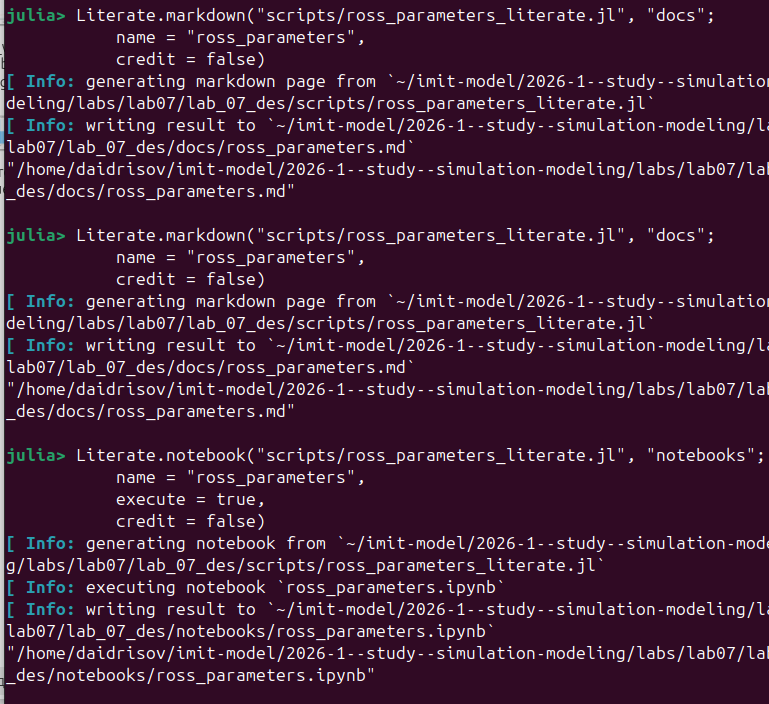 julia> Literate.markdown("scripts/ross_parameters_literate.jl", "docs";
name = "ross_parameters",
credit = false)
[ Info: generating markdown page from `~/imit-model/2026-1--study--simulation
deling/labs/lab07/lab_07_des/scripts/ross_parameters_literate.jl`
[ Info: writing result to `~/imit-model/2026-1--study--simulation-modeling/la
lab07/lab_07_des/docs/ross_parameters.md`
"/home/daidrisov/imit-model/2026-1--study--simulation-modeling/labs/lab07/lab
_des/docs/ross_parameters.md"
julia> Literate.markdown("scripts/ross_parameters_literate.jl", "docs";
name = "ross_parameters",
credit = false)
[ Info: generating markdown page from `~/imit-model/2026-1--study--simulation
deling/labs/lab07/lab_07_des/scripts/ross_parameters_literate.jl`
[ Info: writing result to `~/imit-model/2026-1--study--simulation-modeling/la
lab07/lab_07_des/docs/ross_parameters.md`
"/home/daidrisov/imit-model/2026-1--study--simulation-modeling/labs/lab07/lab
_des/docs/ross_parameters.md"
julia> Literate.notebook("scripts/ross_parameters_literate.jl", "notebooks";
name = "ross_parameters",
execute = true,
credit = false)
[ Info: generating notebook from `~/imit-model/2026-1--study--simulation-mode
g/labs/lab07/lab_07_des/scripts/ross_parameters_literate.jl`
[ Info: executing notebook `ross_parameters.ipynb`
[ Info: writing result to `~/imit-model/2026-1--study--simulation-modeling/la
lab07/lab_07_des/notebooks/ross_parameters.ipynb`
"/home/daidrisov/imit-model/2026-1--study--simulation-modeling/labs/lab07/lab
_des/notebooks/ross_parameters.ipynb"